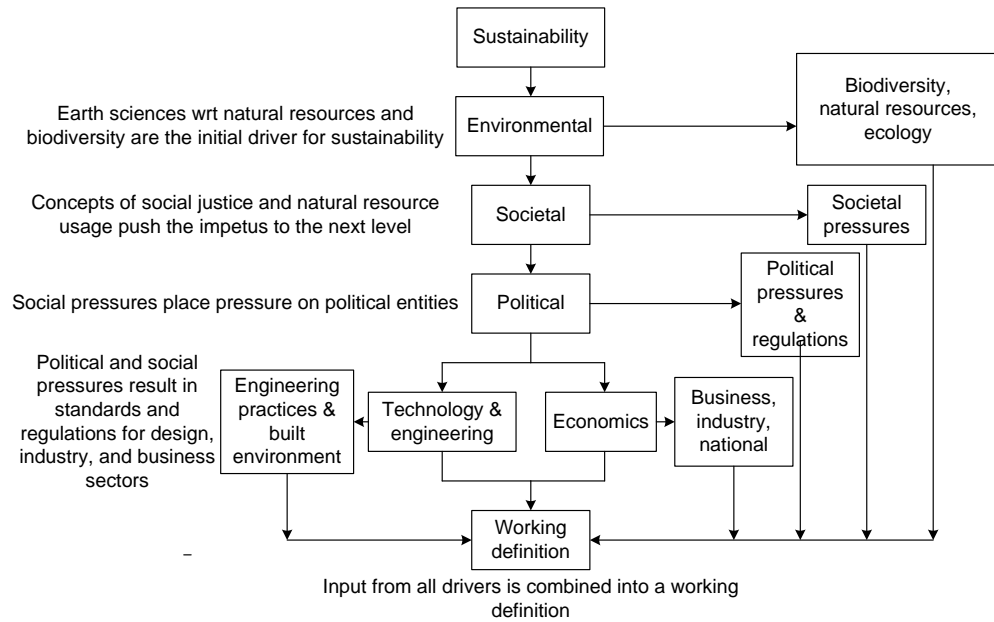 Sustainability
Earth sciences wrt natural resources and
biodiversity are the initial driver for sustainability
Environmental
Biodiversity,
natural resources,
ecology
Concepts of social justice and natural resource
usage push the impetus to the next level
Societal
Societal
pressures
Social pressures place pressure on political entities
Political
Political
pressures
&
regulations
Political and social
pressures result in
standards and
regulations for design,
industry, and business
sectors
Engineering
practices &
built
environment
Technology &
engineering
Economics
Business,
industry,
national
Working
definition
Input from all drivers is combined into a working
definition